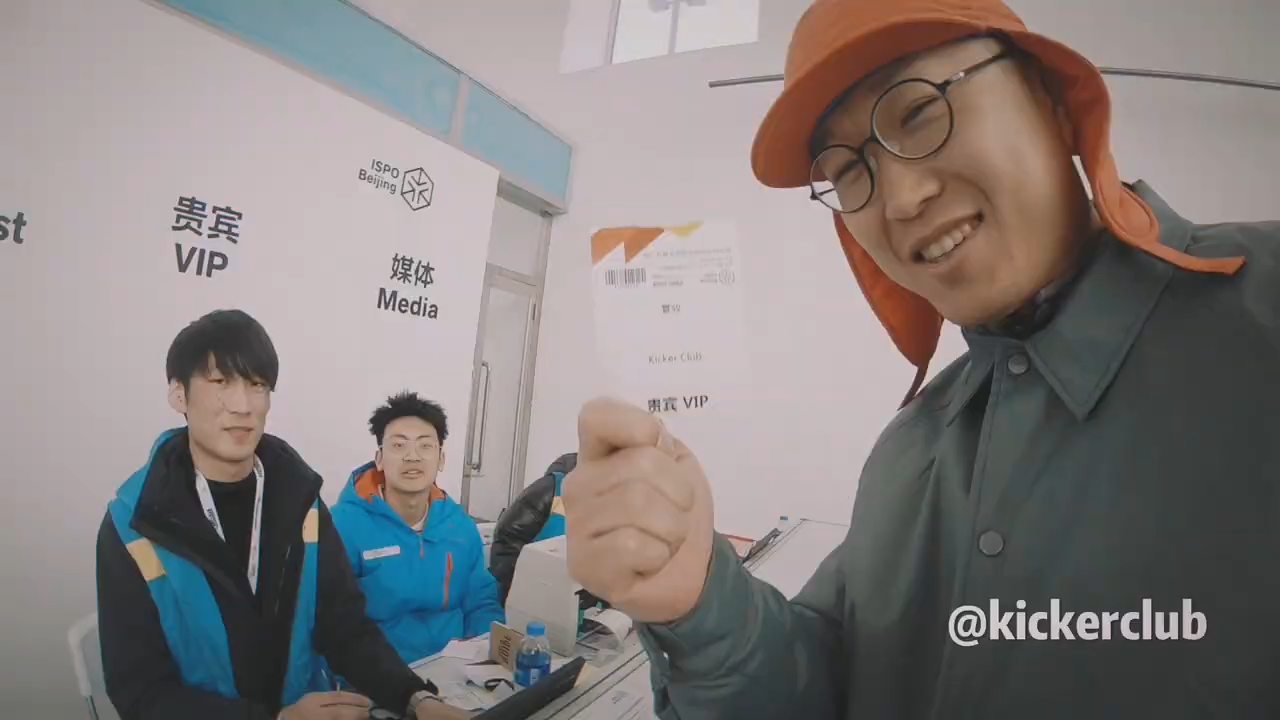 st
贵宾
VIP
ISPO
Beijing
媒体
Media
Kicker Club
贵宾 VIP
@kickerclub